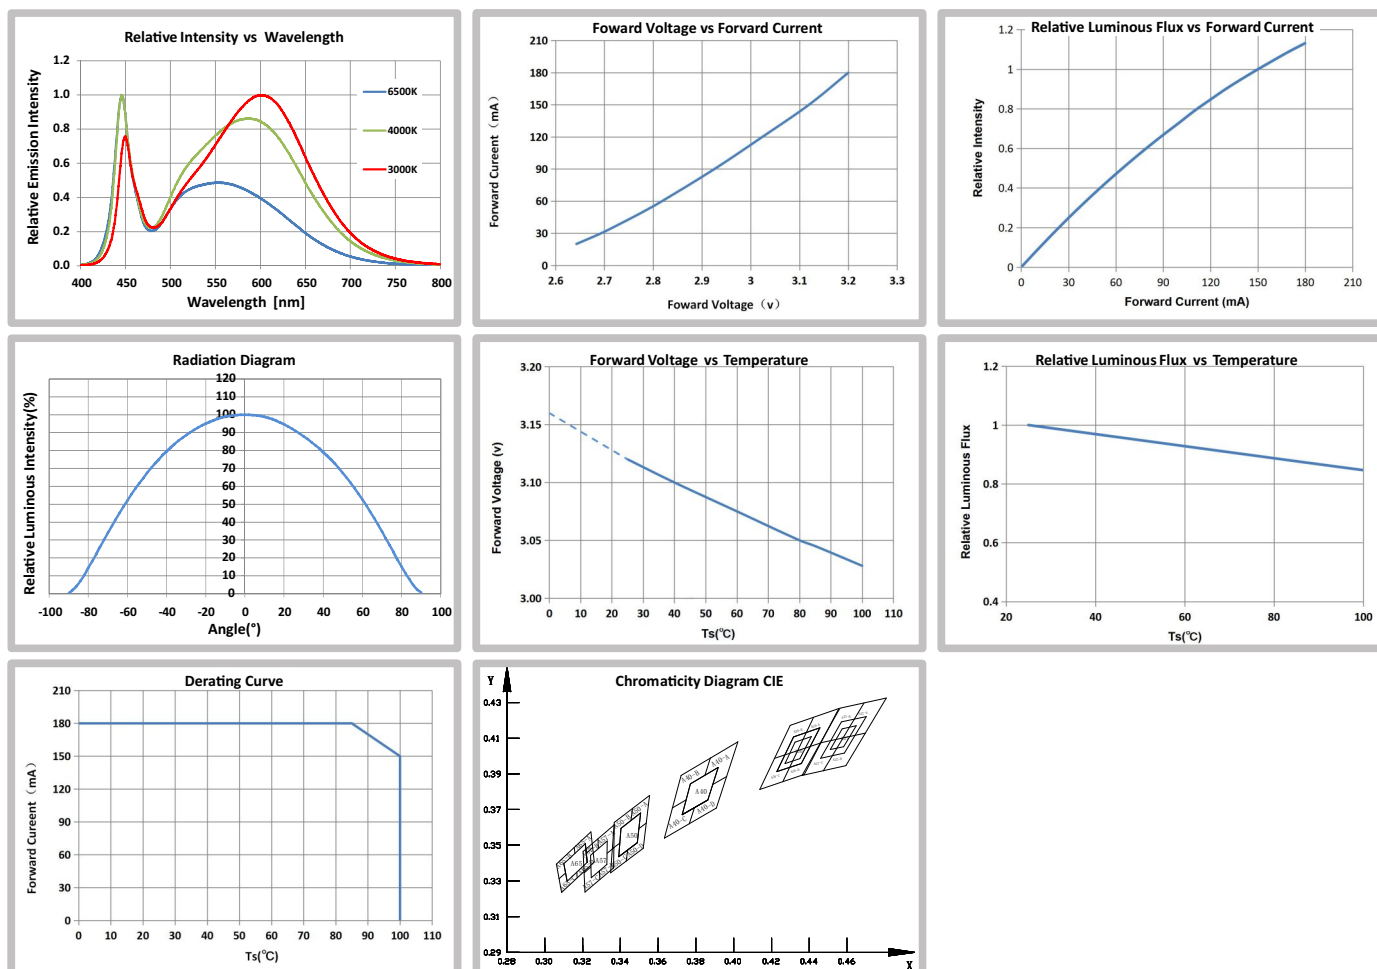 Relative Intensity vs Wavelength
Relative Emission Intensity
1.2
1.0
0.8
0.6
0.4
0.2
0.0
6500K
4000K
3000K
400 450 500 550 600 650 700 750 800
Wavelength [nm]
Foward Voltage vs Forvard Current
Forward Cureent（mA）
210
180
150
120
90
60
30
0
2.6 2.7 2.8 2.9 3 3.1 3.2 3.3
Foward Voltage（v）
Relative Luminous Flux vs Forward Current
Relative Intensity
1.2
1
0.8
0.6
0.4
0.2
0
0 30 60 90 120 150 180 210
Forward Current (mA)
Radiation Diagram
Relative Luminous Intensity(%)
120
110
100
90
80
70
60
50
40
30
20
10
0
-100 -80 -60 -40 -20 0 20 40 60 80 100
Angle(°)
Forward Voltage vs Temperature
Forward Voltage (v)
3.20
3.15
3.10
3.05
3.00
0 10 20 30 40 50 60 70 80 90 100 110
Ts(℃)
Relative Luminous Flux vs Temperature
Relative Luminous Flux
1.2
1
0.8
0.6
0.4
20 40 60 80 100
Ts(℃)
Derating Curve
Forward Cureent（mA）
210
180
150
120
90
60
30
0
0 10 20 30 40 50 60 70 80 90 100 110
Ts(℃)
Chromaticity Diagram CIE
Y
0.43
0.41
0.39
0.37
0.35
0.33
0.31
0.29
A40-B
A40-A
A40
A40-C
A65
A57
A50
0.28 0.30 0.32 0.34 0.36 0.38 0.40 0.42 0.44 0.46
X